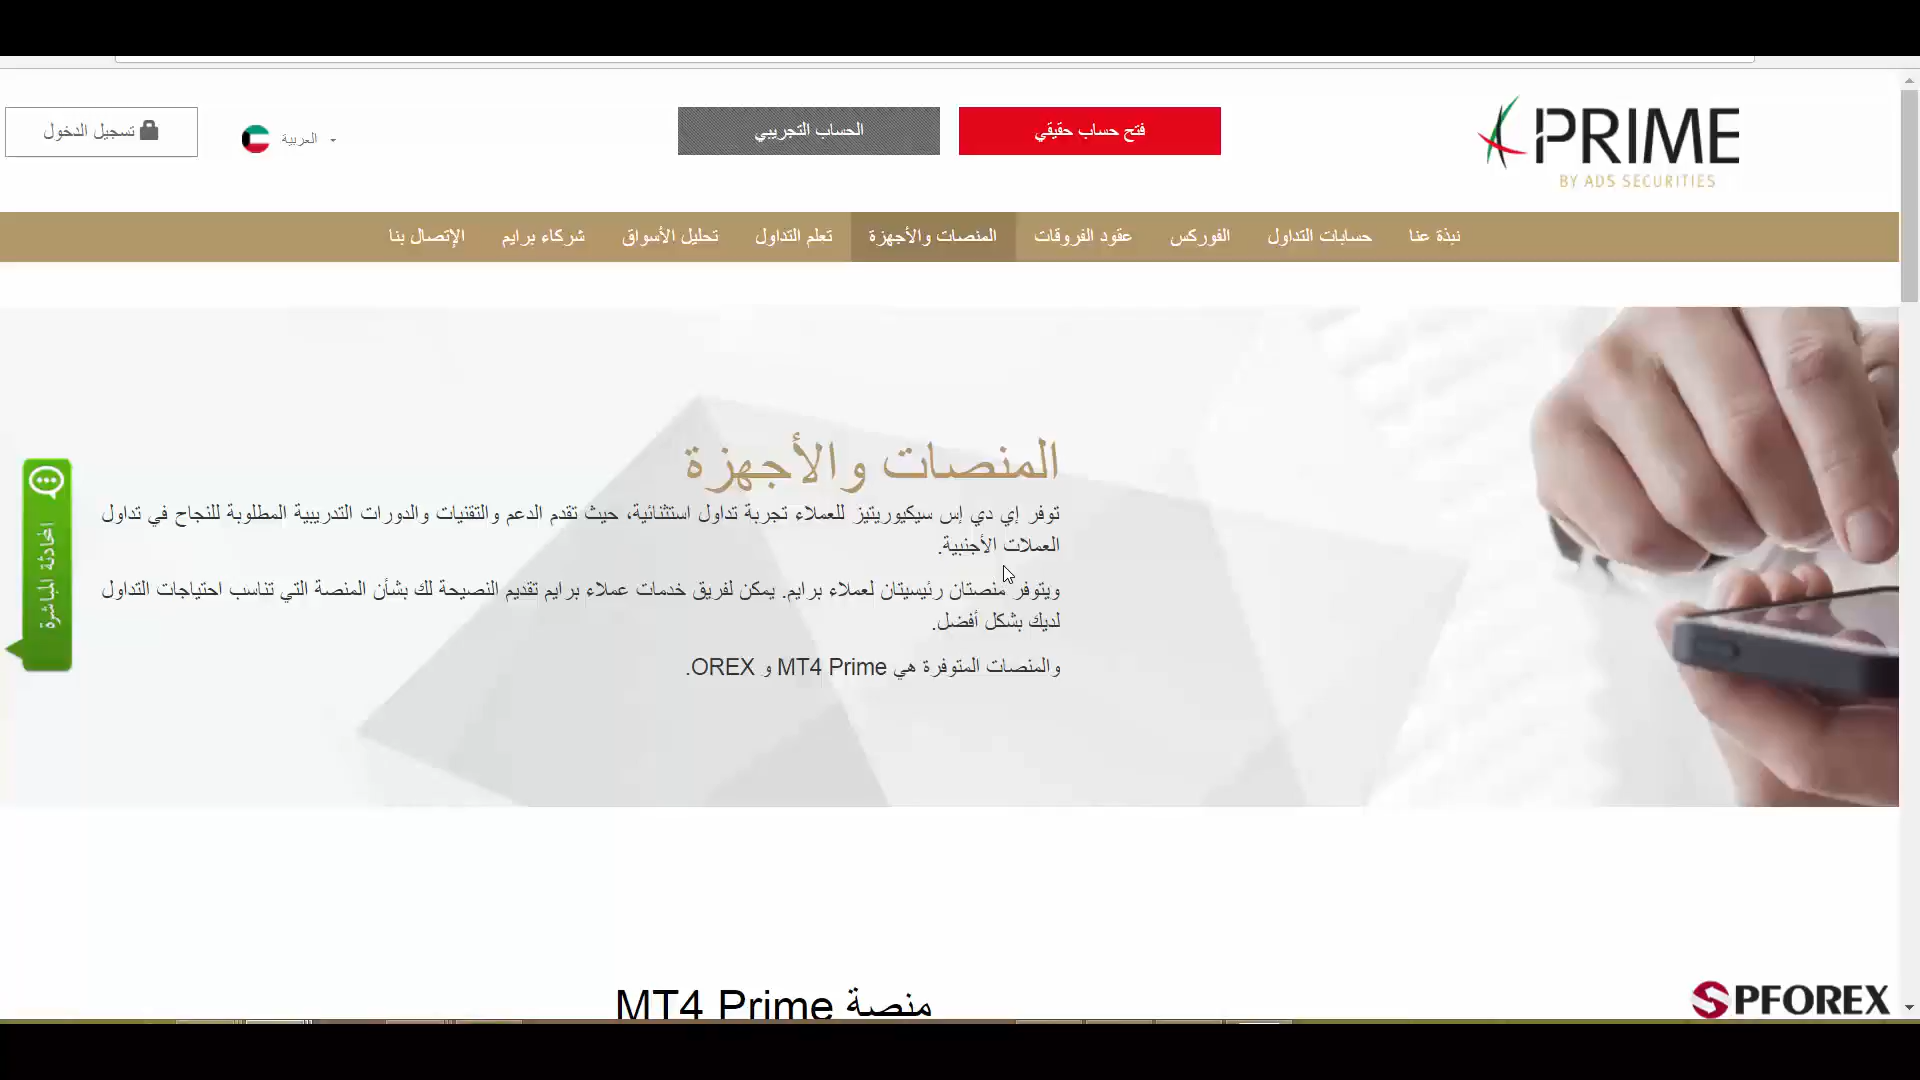 PRIME
BY ADS SECURITIES
فتح حساب حقيقي
الحساب التجريبي
العربية
تسجيل الدخول
نبذة عنا
حسابات التداول
الفوركس
عقود الفروقات
المنصات والأجهزة
تعلم التداول
تحليل الأسواق
شركاء برايم
الإتصال بنا
المنصات والأجهزة
توفر إي دي إس سيكيوريتيز للعملاء تجربة تداول استثنائية، حيث تقدم الدعم والتقنيات والدورات التدريبية المطلوبة للنجاح في تداول
العملات الأجنبية.
ويتوفر منصتان رئيسيتان لعملاء برايم. يمكن لفريق خدمات عملاء برايم تقديم النصيحة لك بشأن المنصة التي تناسب احتياجات التداول
لديك بشكل أفضل.
والمنصات المتوفرة هي MT4 Prime و OREX.
المحادثة المباشرة
منصة MT4 Prime
SPFOREX